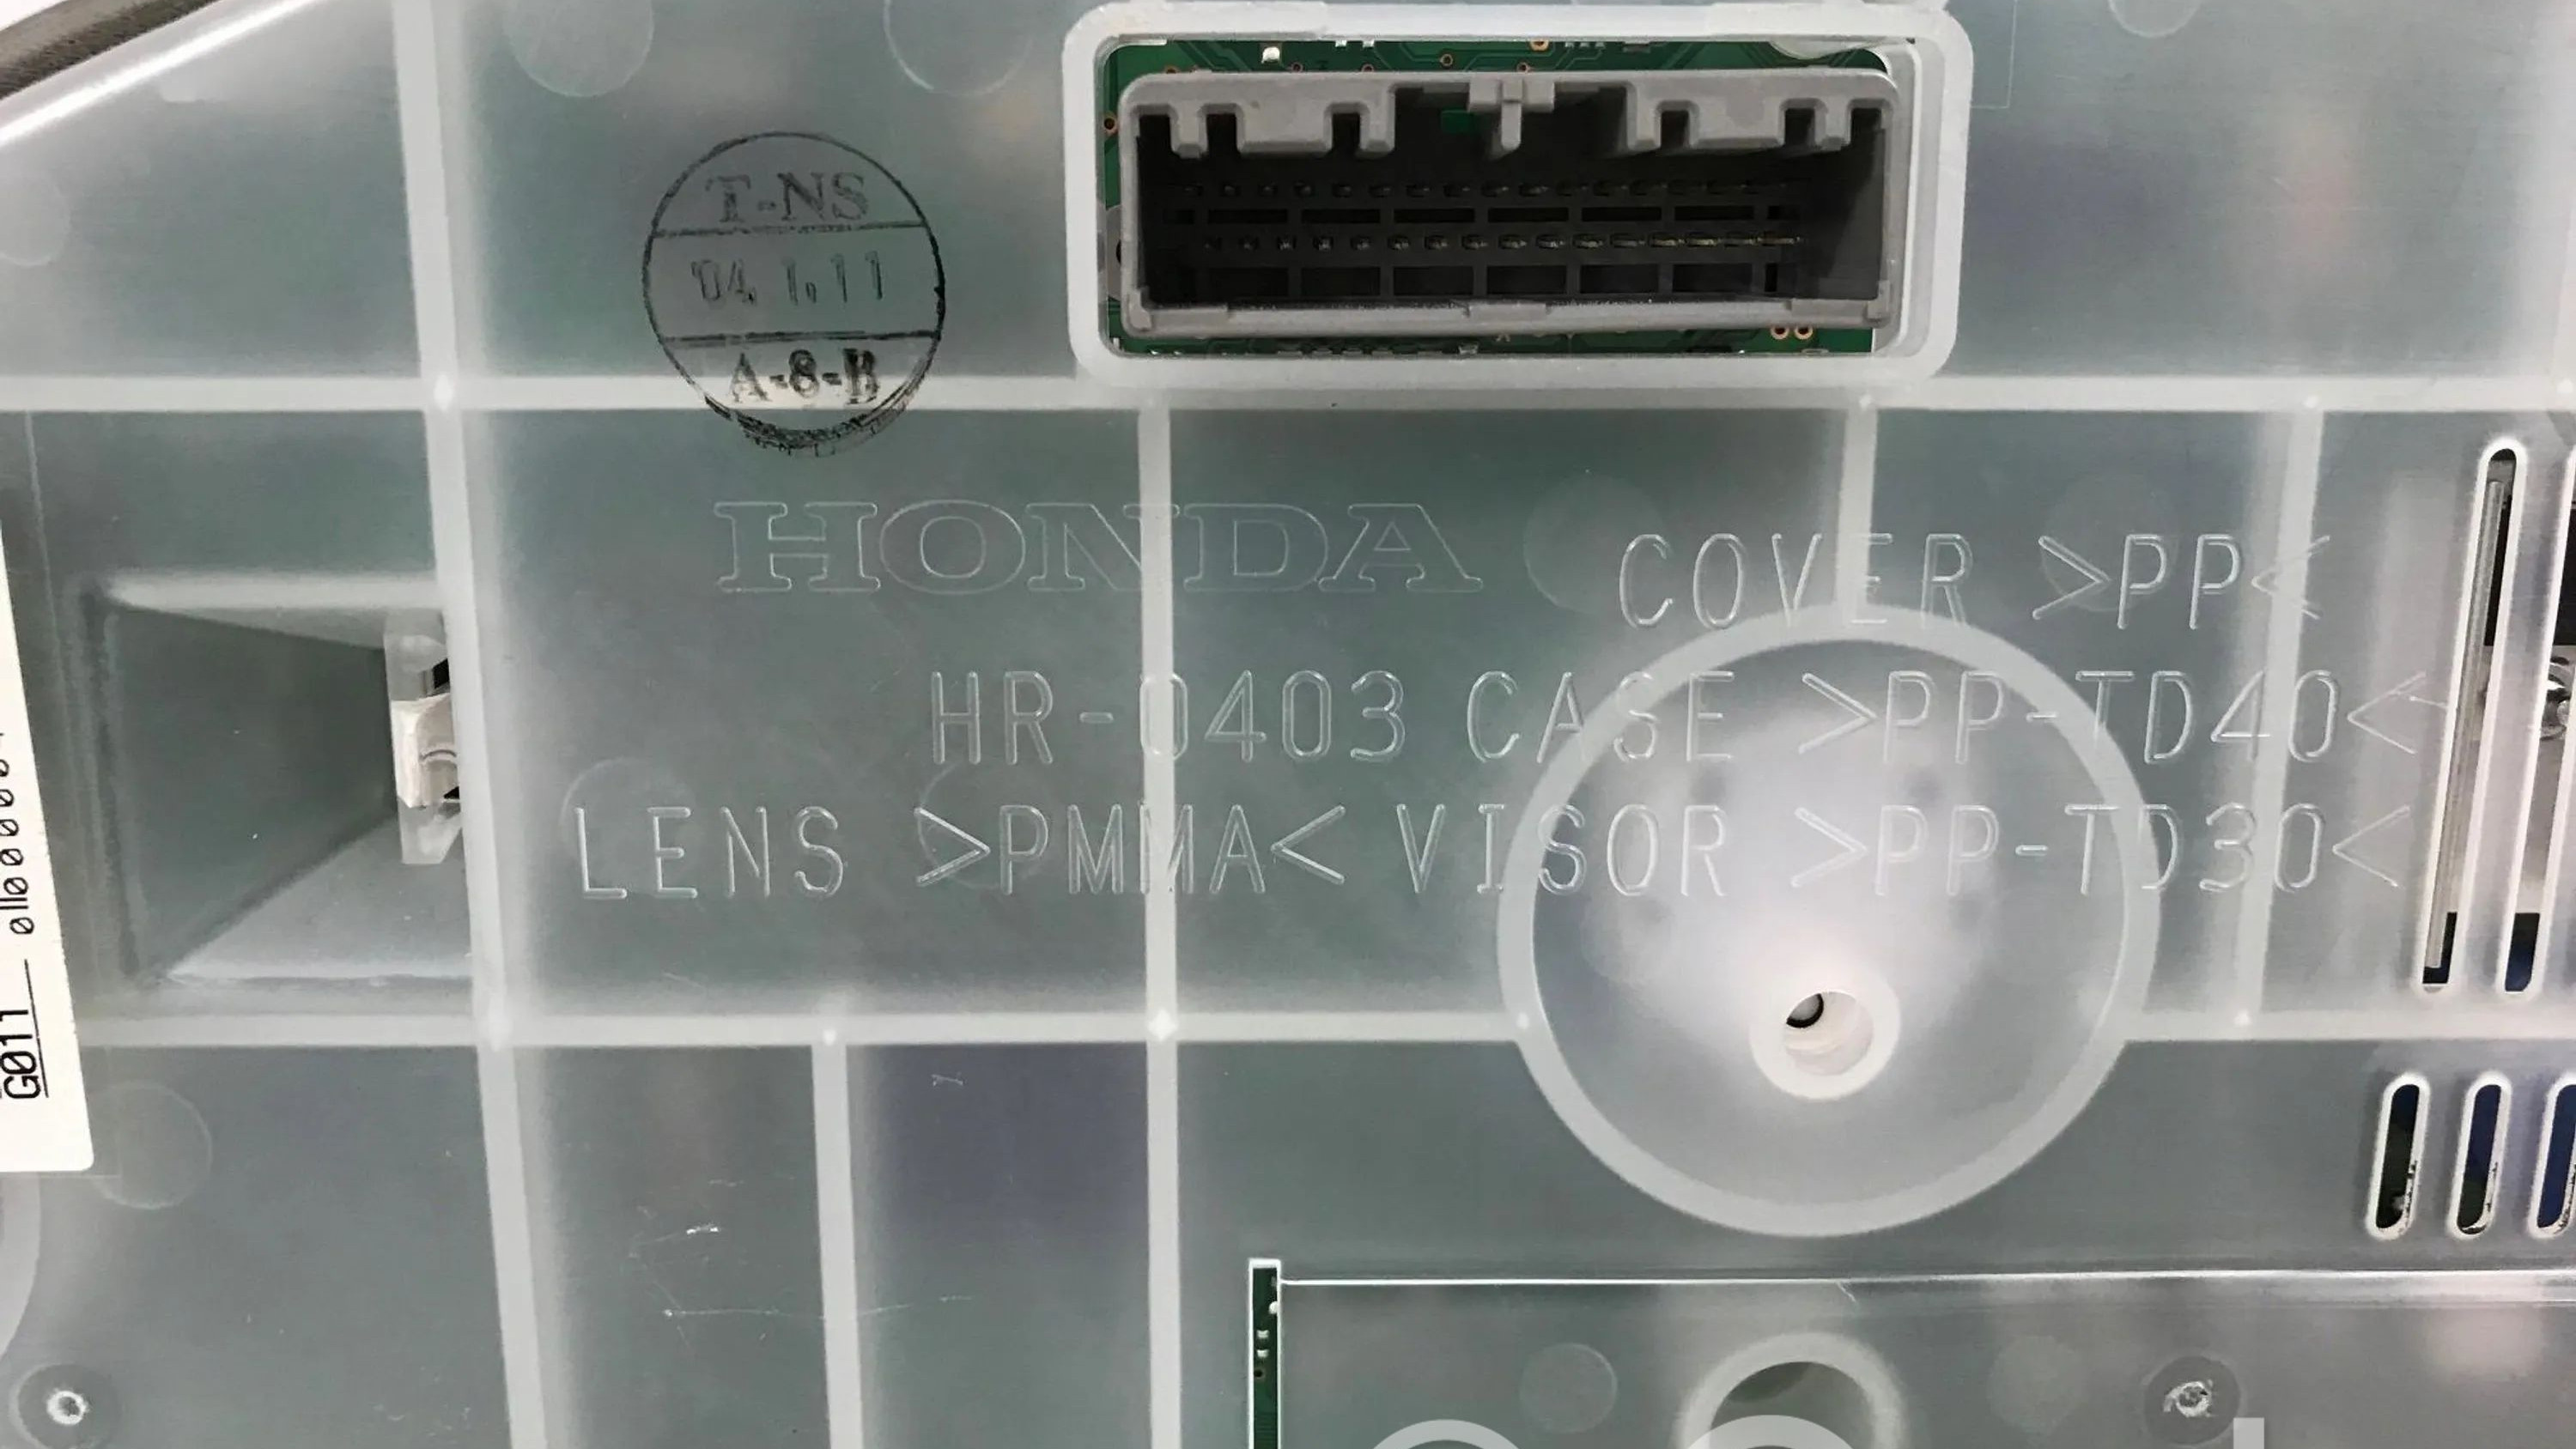 T-NS
'04. 1. 11
A-8-B
HONDA
COVER >PP<
HR-0403 CASE >PP-TD40<
LENS >PMMA< VISOR >PP-TD30<
G011